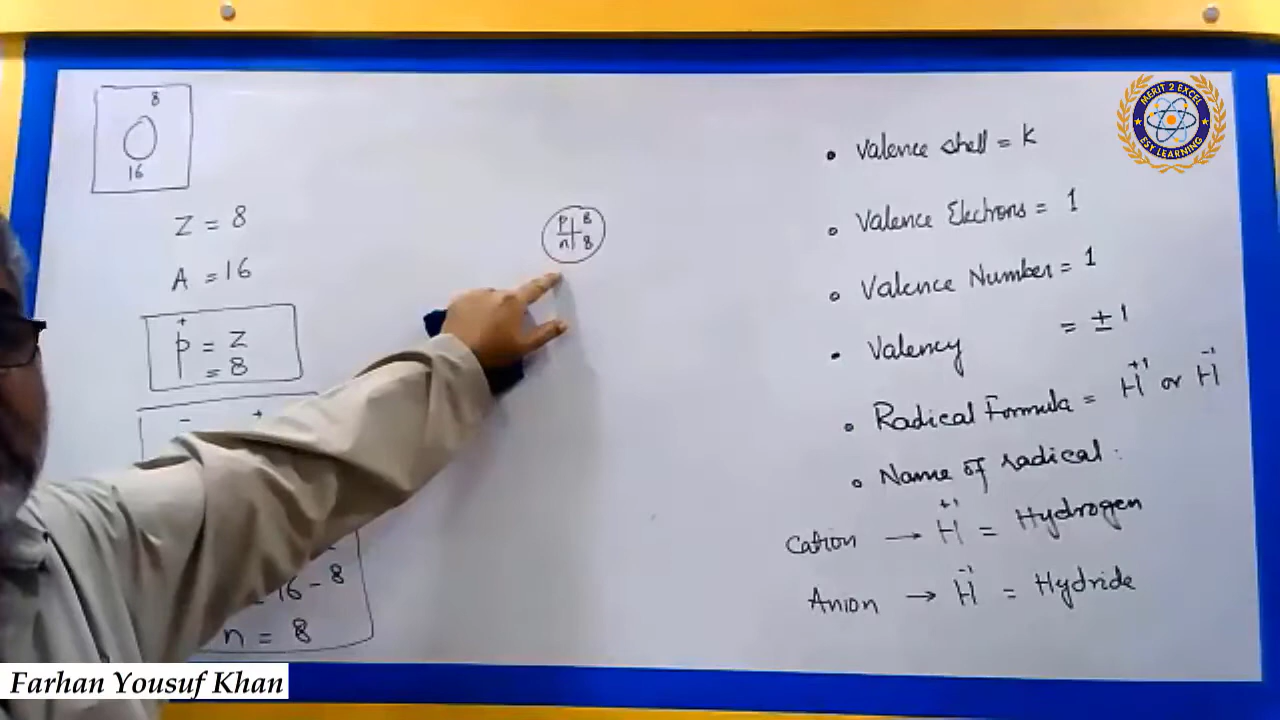 8
O
16
Z = 8
A = 16
+
p = Z
= 8
- +
= 16 - 8
n = 8
p 8
n 8
• Valence shell = K
• Valence Electrons = 1
• Valence Number = 1
• Valency = ±1
• Radical Formula = H+1 or H-1
• Name of radical :
Cation → H+1 = Hydrogen
Anion → H-1 = Hydride
MERIT 2 EXCEL
ESY LEARNING
Farhan Yousuf Khan